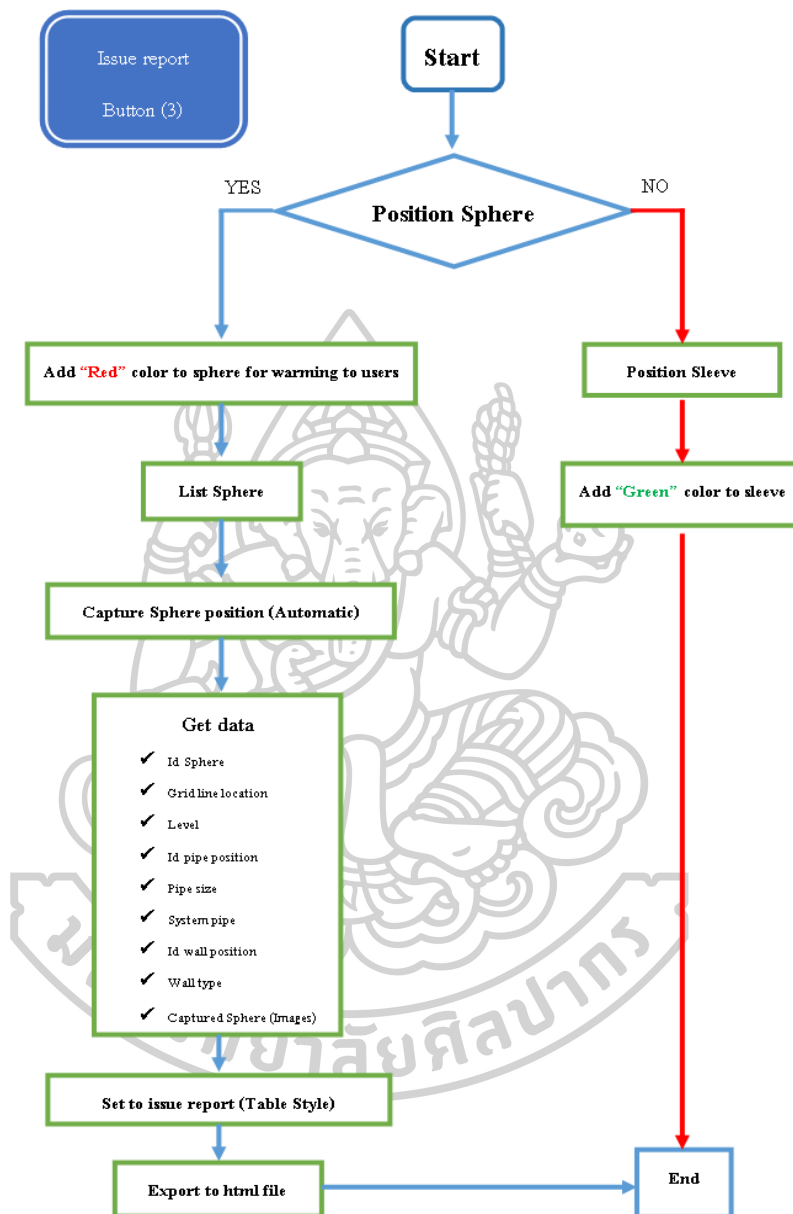 Issue report
Button (3)
Start
YES
NO
Position Sphere
Add “Red” color to sphere for warming to users
Position Sleeve
List Sphere
Add “Green” color to sleeve
Capture Sphere position (Automatic)
Get data
✓ Id Sphere
✓ Grid line location
✓ Level
✓ Id pipe position
✓ Pipe size
✓ System pipe
✓ Id wall position
✓ Wall type
✓ Captured Sphere (Images)
Set to issue report (Table Style)
Export to html file
End